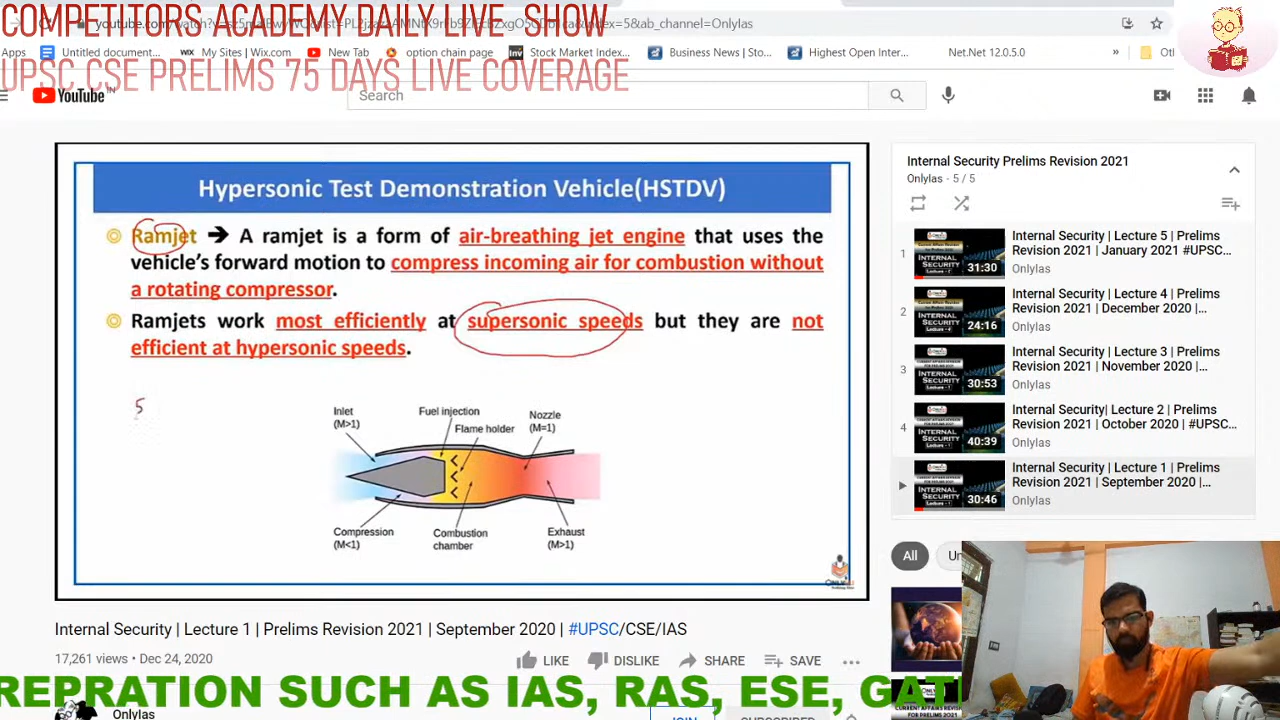 COMPETITORS ACADEMY DAILY LIVE-SHOW
UPSC CSE PRELIMS 75 DAYS LIVE COVERAGE
Apps
Untitled document...
WIX My Sites | Wix.com
New Tab
option chain page
Inv Stock Market Index...
Business News | Sto...
Highest Open Inter...
Net.Net 12.0.5.0
»
YouTube IN
Search
Hypersonic Test Demonstration Vehicle(HSTDV)
Ramjet ➔ A ramjet is a form of air-breathing jet engine that uses the
vehicle's forward motion to compress incoming air for combustion without
a rotating compressor.
Ramjets work most efficiently at supersonic speeds but they are not
efficient at hypersonic speeds.
5
Inlet
(M>1)
Fuel injection
Flame holder
Nozzle
(M=1)
Compression
(M<1)
Combustion
chamber
Exhaust
(M>1)
Internal Security | Lecture 1 | Prelims Revision 2021 | September 2020 | #UPSC/CSE/IAS
17,261 views • Dec 24, 2020
LIKE
DISLIKE
SHARE
SAVE
...
Onlylas
JOIN
SUBSCRIBED
Internal Security Prelims Revision 2021
Onlylas - 5 / 5
1
31:30
Internal Security | Lecture 5 | Prelims
Revision 2021 | January 2021 #UPSC...
Onlylas
2
24:16
Internal Security | Lecture 4 | Prelims
Revision 2021 | December 2020 |...
Onlylas
3
30:53
Internal Security | Lecture 3 | Prelims
Revision 2021 | November 2020 |...
Onlylas
4
40:39
Internal Security| Lecture 2 | Prelims
Revision 2021 | October 2020 | #UPSC...
Onlylas
30:46
Internal Security | Lecture 1 | Prelims
Revision 2021 | September 2020 |...
Onlylas
All
REPRATION SUCH AS IAS, RAS, ESE, GAT